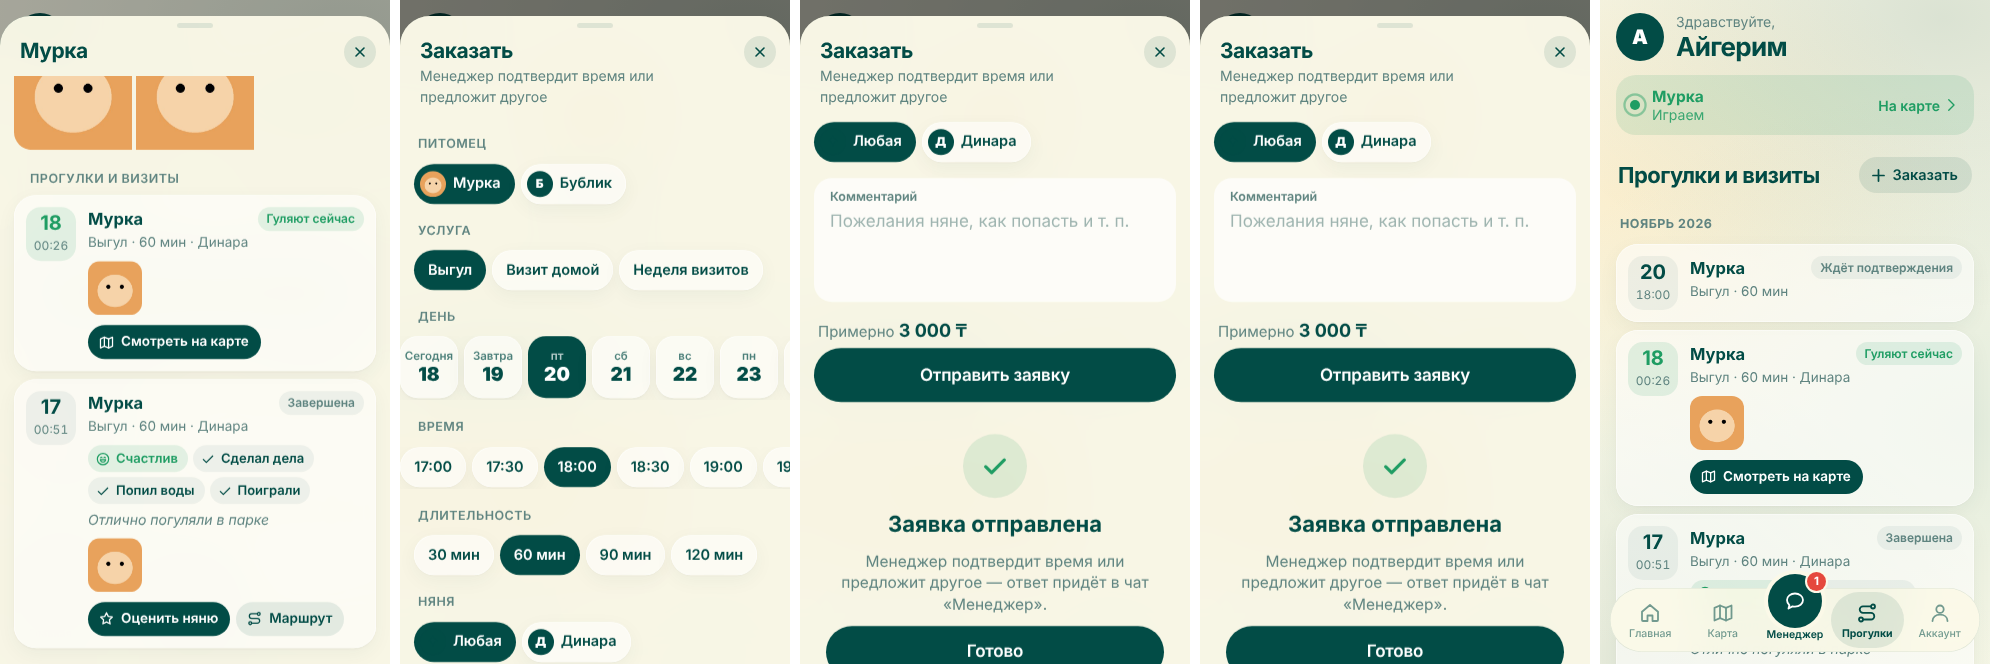 Мурка
ПРОГУЛКИ И ВИЗИТЫ
18
00:26
Мурка
Гуляют сейчас
Выгул · 60 мин · Динара
Смотреть на карте
17
00:51
Мурка
Завершена
Выгул · 60 мин · Динара
Счастлив
Сделал дела
Попил воды
Поиграли
Отлично погуляли в парке
Оценить няню
Маршрут
Заказать
Менеджер подтвердит время или
предложит другое
ПИТОМЕЦ
Мурка
Б Бублик
УСЛУГА
Выгул
Визит домой
Неделя визитов
ДЕНЬ
Сегодня
18
Завтра
19
пт
20
сб
21
вс
22
пн
23
ВРЕМЯ
17:00
17:30
18:00
18:30
19:00
19
ДЛИТЕЛЬНОСТЬ
30 мин
60 мин
90 мин
120 мин
НЯНЯ
Любая
Д Динара
Заказать
Менеджер подтвердит время или
предложит другое
Любая
Д Динара
Комментарий
Пожелания няне, как попасть и т. п.
Примерно 3 000 ₸
Отправить заявку
Заявка отправлена
Менеджер подтвердит время или
предложит другое — ответ придёт в чат
«Менеджер».
Готово
Заказать
Менеджер подтвердит время или
предложит другое
Любая
Д Динара
Комментарий
Пожелания няне, как попасть и т. п.
Примерно 3 000 ₸
Отправить заявку
Заявка отправлена
Менеджер подтвердит время или
предложит другое — ответ придёт в чат
«Менеджер».
Готово
А
Здравствуйте,
Айгерим
Мурка
Играем
На карте
Прогулки и визиты
Заказать
НОЯБРЬ 2026
20
18:00
Мурка
Ждёт подтверждения
Выгул · 60 мин
18
00:26
Мурка
Гуляют сейчас
Выгул · 60 мин · Динара
Смотреть на карте
17
00:51
Мурка
Завершена
Выгул · 60 мин · Динара
1
Главная
Карта
Менеджер
Прогулки
Аккаунт